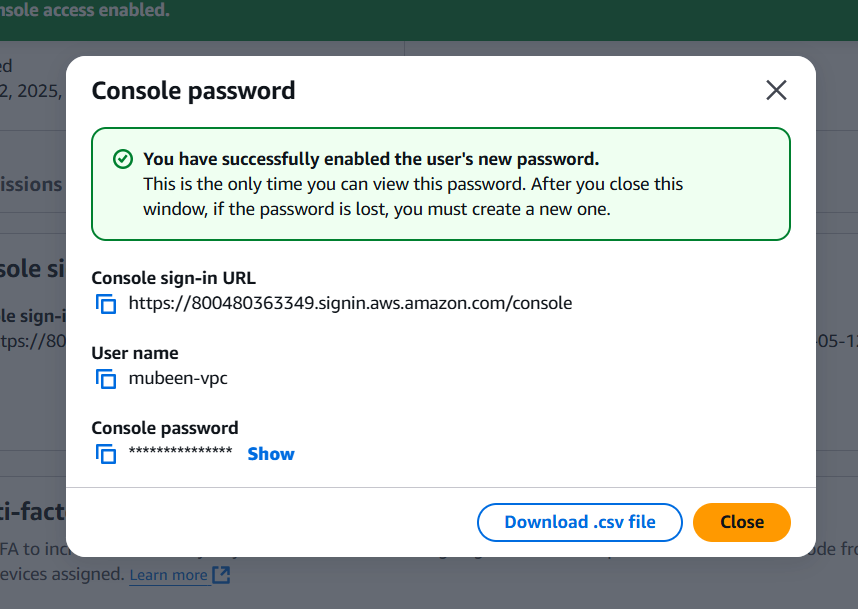 nsole access enabled.
ed
2, 2025,
issions
Console password
You have successfully enabled the user's new password.
This is the only time you can view this password. After you close this
window, if the password is lost, you must create a new one.
sole si
Console sign-in URL
le sign-i
https://800480363349.signin.aws.amazon.com/console
ttps://80
-05-12
User name
mubeen-vpc
Console password
*************** Show
Download .csv file
Close
ti-fact
FA to inc
ode fro
evices assigned. Learn more